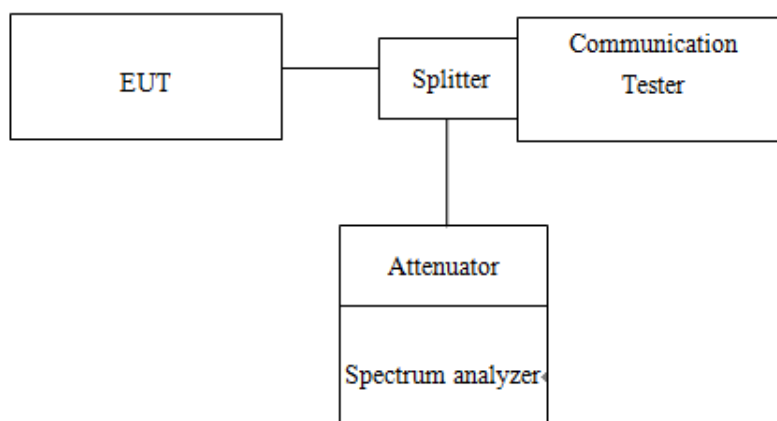 EUT
Splitter
Communication
Tester
Attenuator
Spectrum analyzer